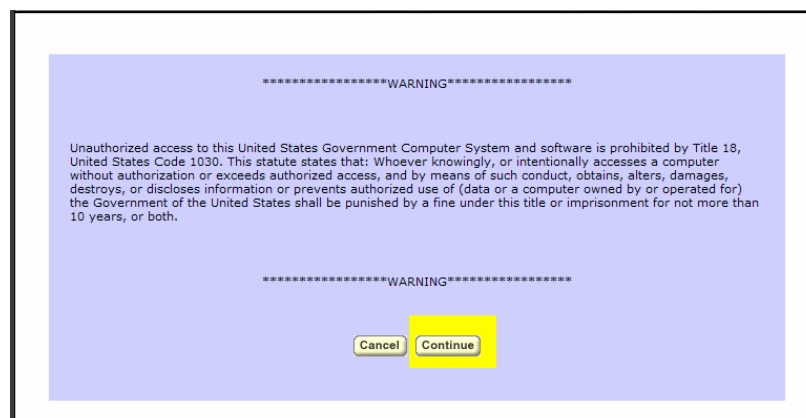 *****************WARNING*****************
Unauthorized access to this United States Government Computer System and software is prohibited by Title 18,
United States Code 1030. This statute states that: Whoever knowingly, or intentionally accesses a computer
without authorization or exceeds authorized access, and by means of such conduct, obtains, alters, damages,
destroys, or discloses information or prevents authorized use of (data or a computer owned by or operated for)
the Government of the United States shall be punished by a fine under this title or imprisonment for not more than
10 years, or both.
*****************WARNING*****************
Cancel Continue